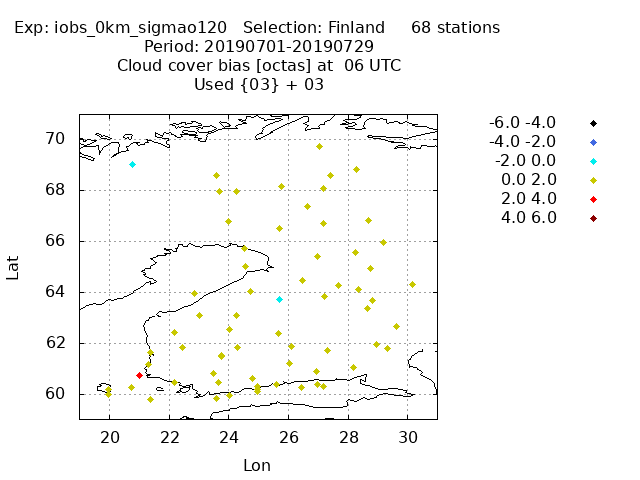 Exp: iobs_0km_sigmao120   Selection: Finland     68 stations
Period: 20190701-20190729
Cloud cover bias [octas] at  06 UTC
Used {03} + 03
-6.0 -4.0
-4.0 -2.0
-2.0 0.0
0.0 2.0
2.0 4.0
4.0 6.0
70
68
66
64
62
60
Lat
20 22 24 26 28 30
Lon